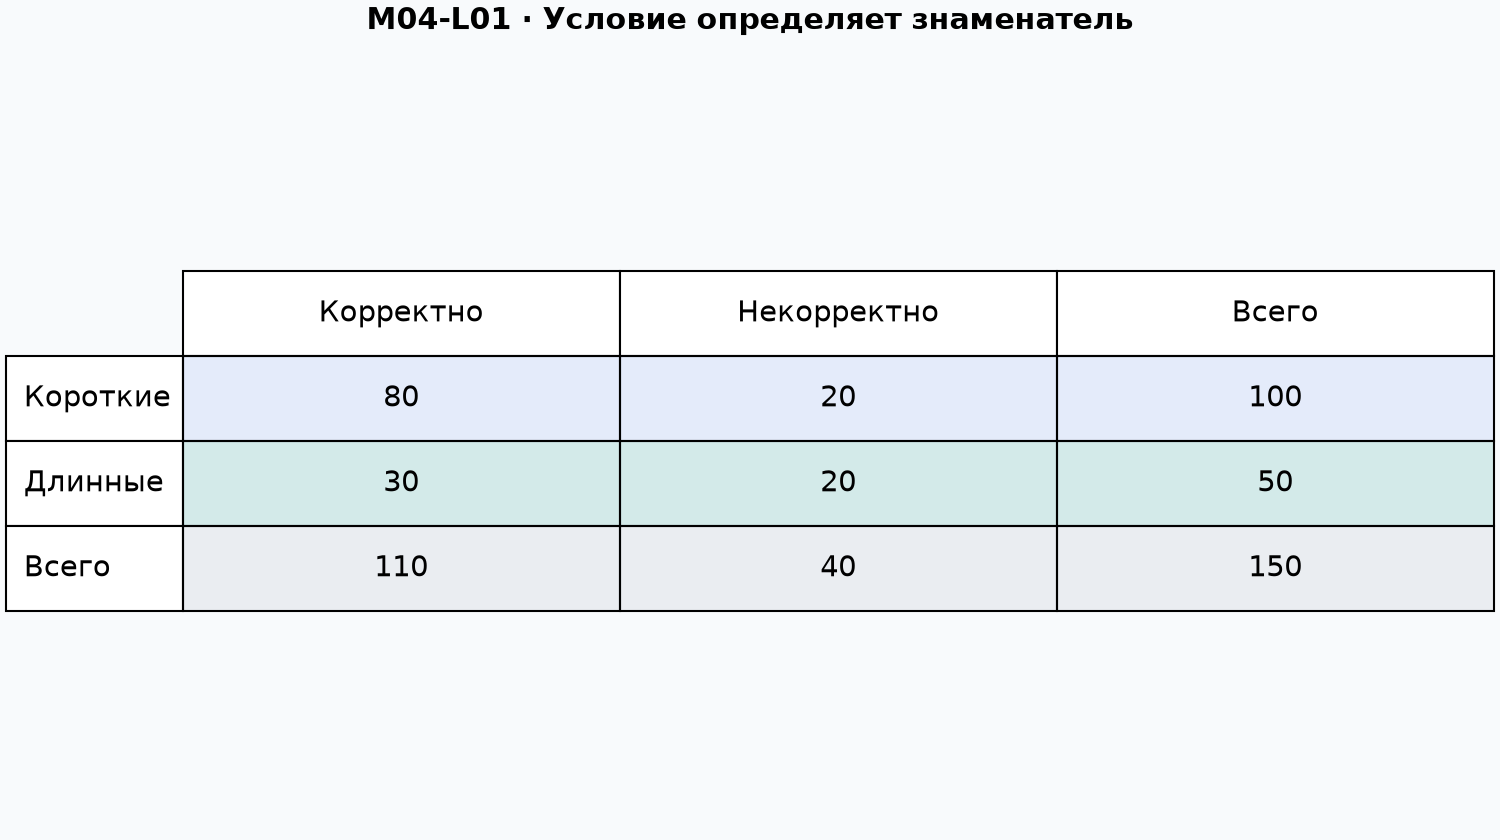 M04-L01 · Условие определяет знаменатель
Корректно Некорректно Всего
Короткие 80 20 100
Длинные 30 20 50
Всего 110 40 150